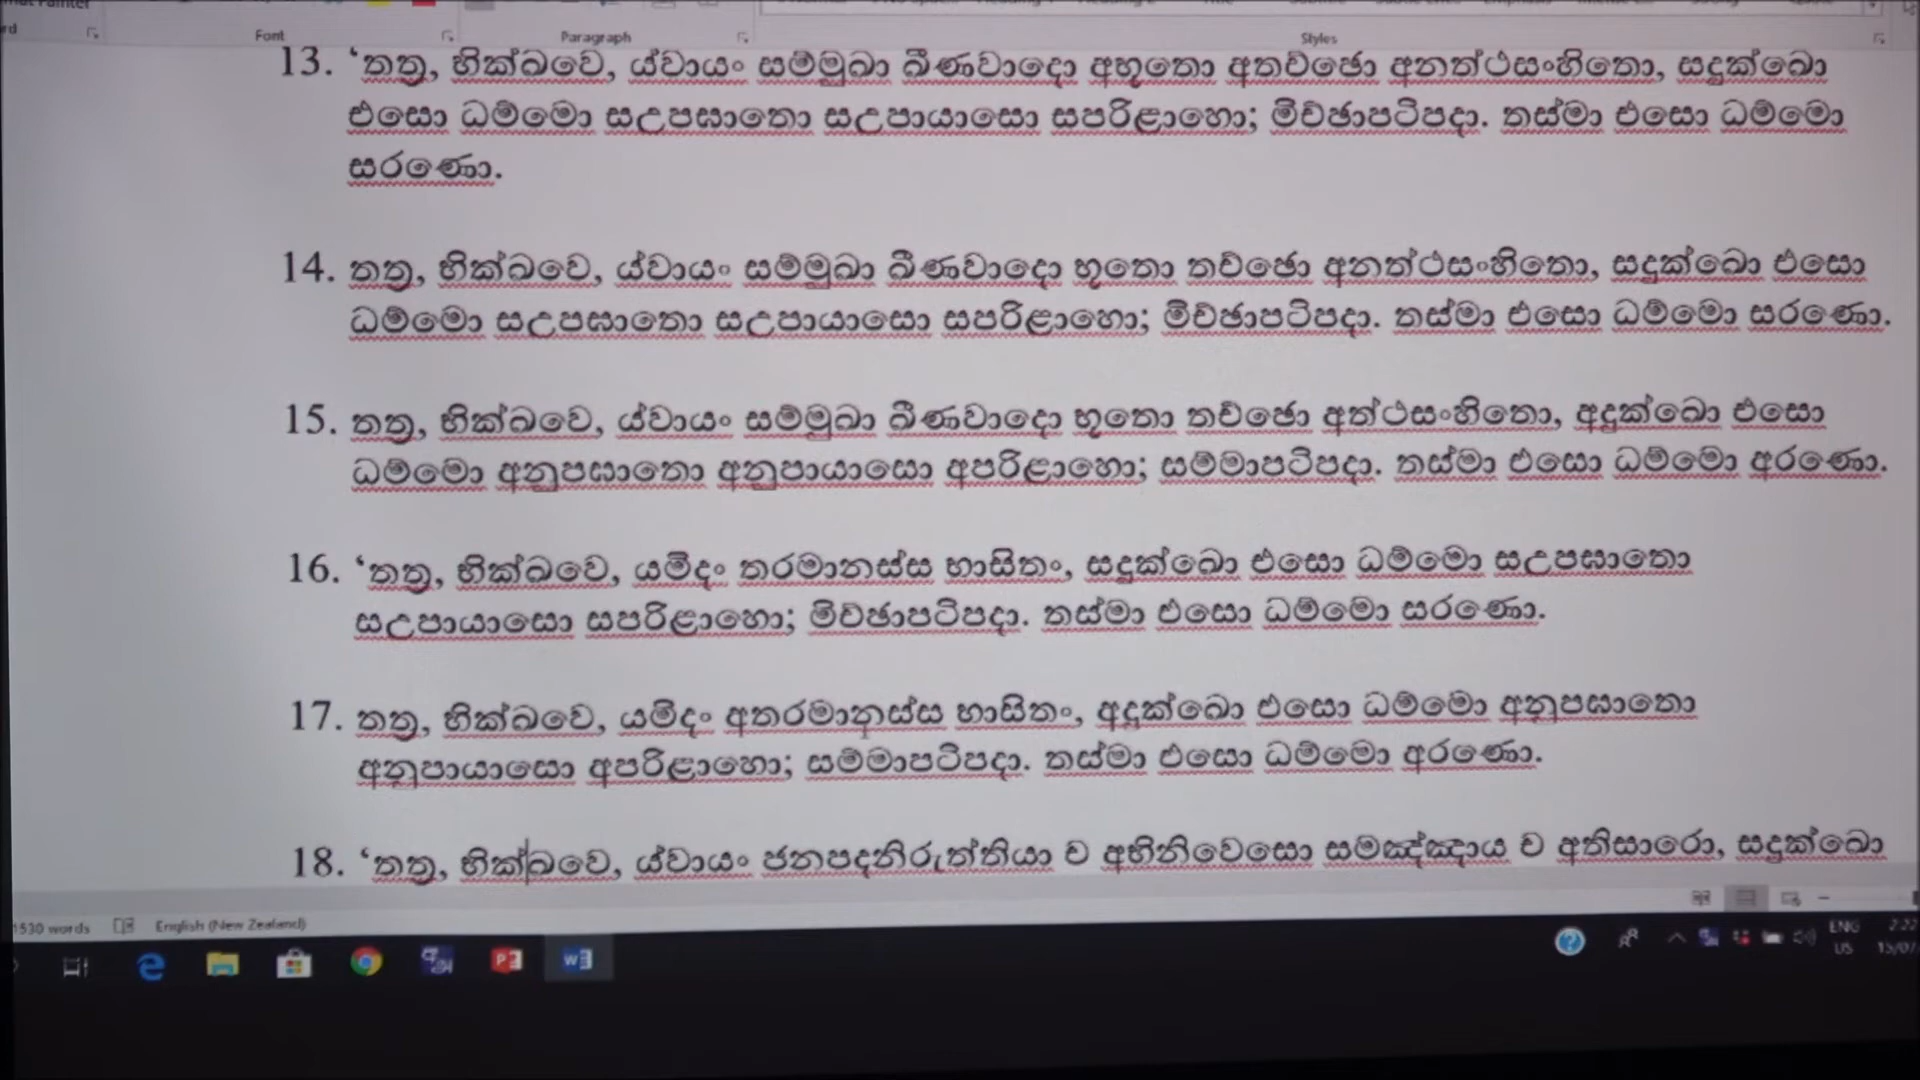 Font Paragraph Styles
13. ‘තත්‍ර, භික්ඛවෙ, ය්වායං සම්මුඛා ඛීණවාදො අභූතො අතච්ඡො අනත්ථසංහිතො, සදුක්ඛො
එසො ධම්මො සඋපඝාතො සඋපායාසො සපරිළාහො; මිච්ඡාපටිපදා. තස්මා එසො ධම්මො
සරණො.
14. තත්‍ර, භික්ඛවෙ, ය්වායං සම්මුඛා ඛීණවාදො භූතො තච්ඡො අනත්ථසංහිතො, සදුක්ඛො එසො
ධම්මො සඋපඝාතො සඋපායාසො සපරිළාහො; මිච්ඡාපටිපදා. තස්මා එසො ධම්මො සරණො.
15. තත්‍ර, භික්ඛවෙ, ය්වායං සම්මුඛා ඛීණවාදො භූතො තච්ඡො අත්ථසංහිතො, අදුක්ඛො එසො
ධම්මො අනුපඝාතො අනුපායාසො අපරිළාහො; සම්මාපටිපදා. තස්මා එසො ධම්මො අරණො.
16. ‘තත්‍ර, භික්ඛවෙ, යමිදං තරමානස්ස භාසිතං, සදුක්ඛො එසො ධම්මො සඋපඝාතො
සඋපායාසො සපරිළාහො; මිච්ඡාපටිපදා. තස්මා එසො ධම්මො සරණො.
17. තත්‍ර, භික්ඛවෙ, යමිදං අතරමානස්ස භාසිතං, අදුක්ඛො එසො ධම්මො අනුපඝාතො
අනුපායාසො අපරිළාහො; සම්මාපටිපදා. තස්මා එසො ධම්මො අරණො.
18. ‘තත්‍ර, භික්ඛවෙ, ය්වායං ජනපදනිරුත්තියා ච අභිනිවෙසො සමඤ්ඤාය ච අතිසාරො, සදුක්ඛො
1530 words English (New Zealand)
ENG
US